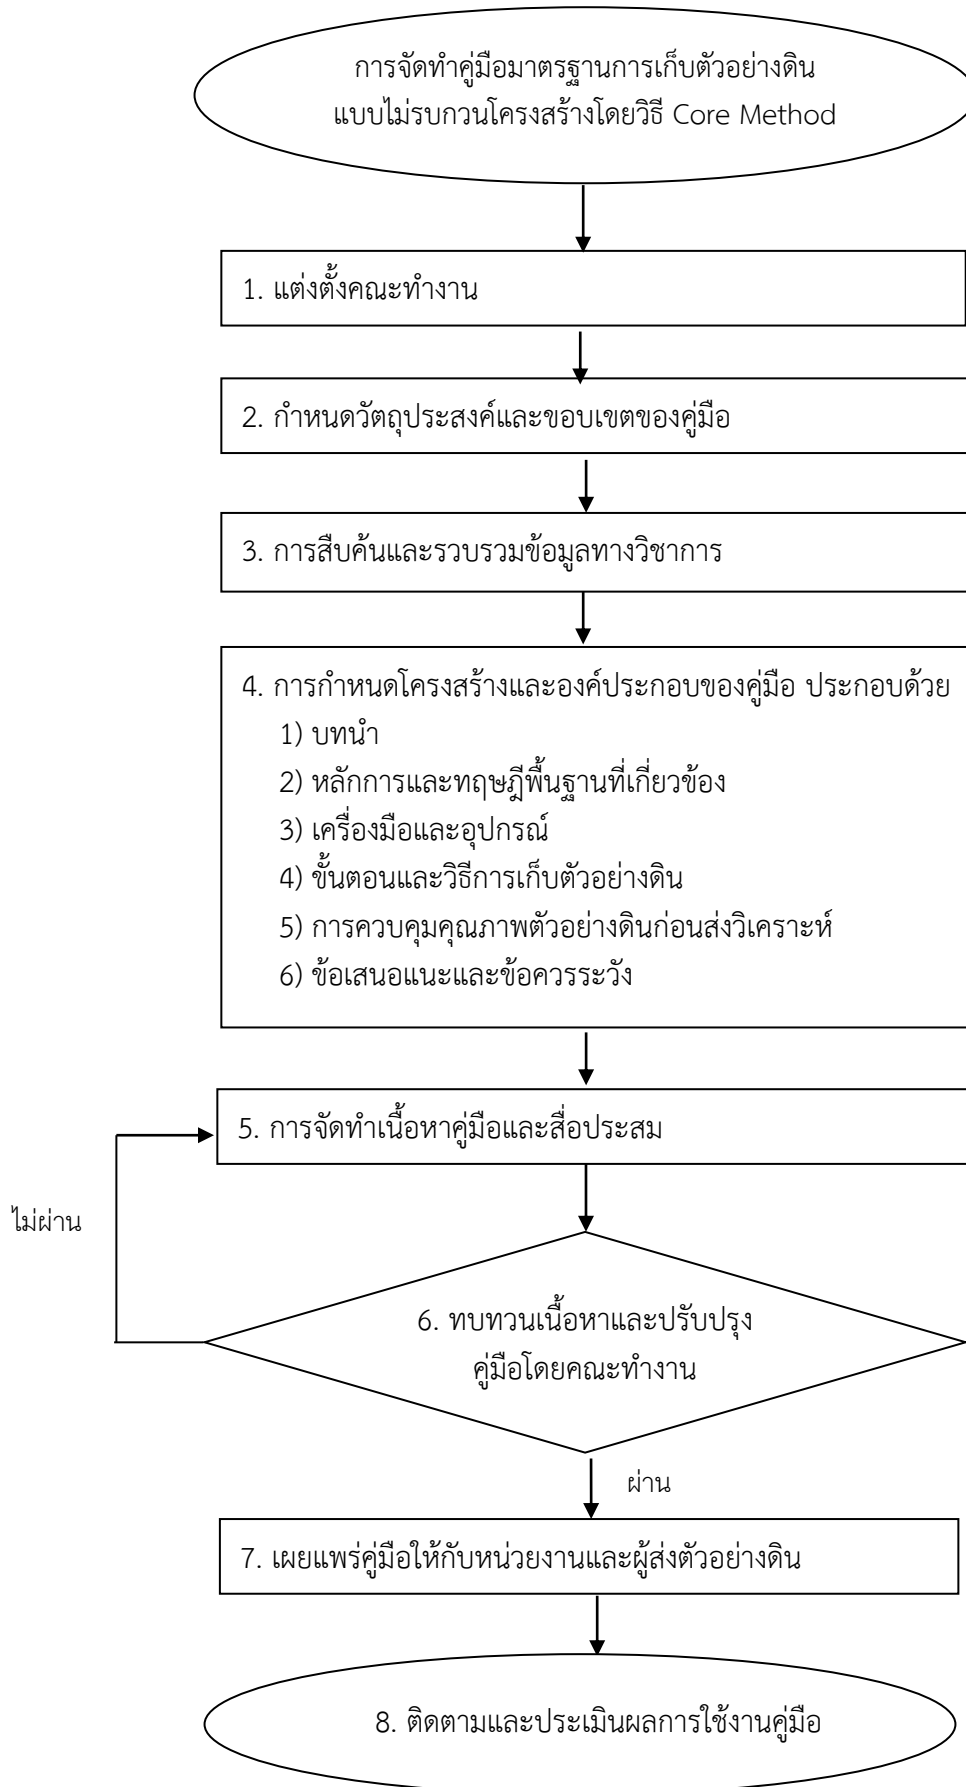 การจัดทำคู่มือมาตรฐานการเก็บตัวอย่างดิน
แบบไม่รบกวนโครงสร้างโดยวิธี Core Method
1. แต่งตั้งคณะทำงาน
2. กำหนดวัตถุประสงค์และขอบเขตของคู่มือ
3. การสืบค้นและรวบรวมข้อมูลทางวิชาการ
4. การกำหนดโครงสร้างและองค์ประกอบของคู่มือ ประกอบด้วย
1) บทนำ
2) หลักการและทฤษฎีพื้นฐานที่เกี่ยวข้อง
3) เครื่องมือและอุปกรณ์
4) ขั้นตอนและวิธีการเก็บตัวอย่างดิน
5) การควบคุมคุณภาพตัวอย่างดินก่อนส่งวิเคราะห์
6) ข้อเสนอแนะและข้อควรระวัง
5. การจัดทำเนื้อหาคู่มือและสื่อประสม
ไม่ผ่าน
6. ทบทวนเนื้อหาและปรับปรุง
คู่มือโดยคณะทำงาน
ผ่าน
7. เผยแพร่คู่มือให้กับหน่วยงานและผู้ส่งตัวอย่างดิน
8. ติดตามและประเมินผลการใช้งานคู่มือ